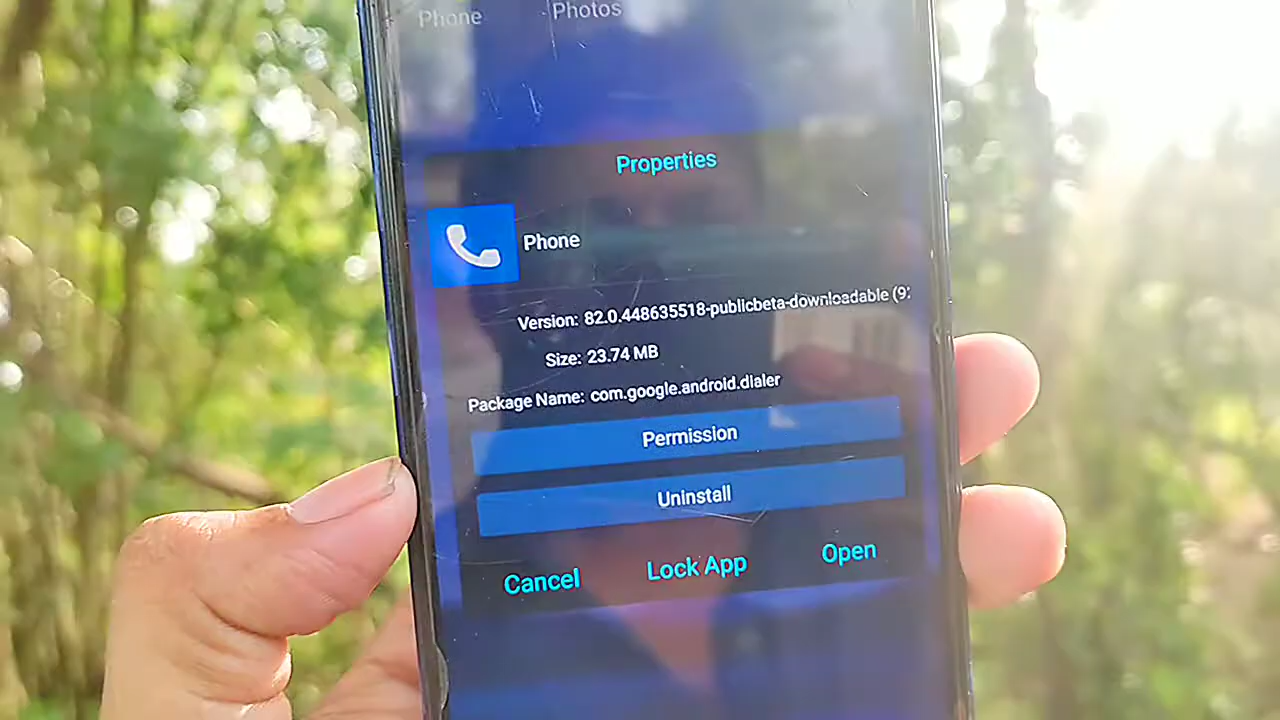 Phone Photos
Properties
Phone
Version: 82.0.448635518-publicbeta-downloadable (9:
Size: 23.74 MB
Package Name: com.google.android.dialer
Permission
Uninstall
Cancel Lock App Open